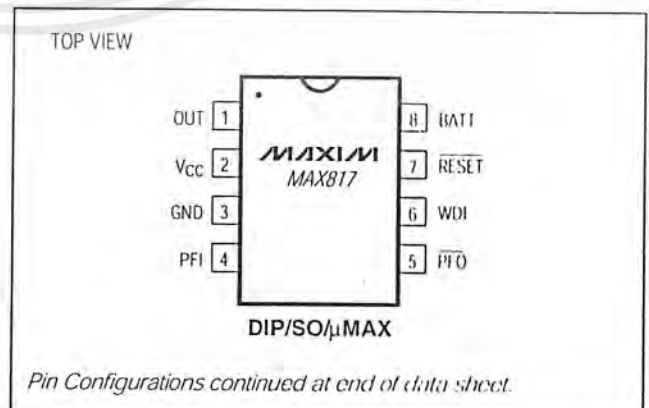 TOP VIEW
OUT 1
8 BATT
VCC 2
MAXIM
7 RESET
MAX817
GND 3
6 WDI
PFI 4
5 PFO
DIP/SO/µMAX
Pin Configurations continued at end of data sheet.